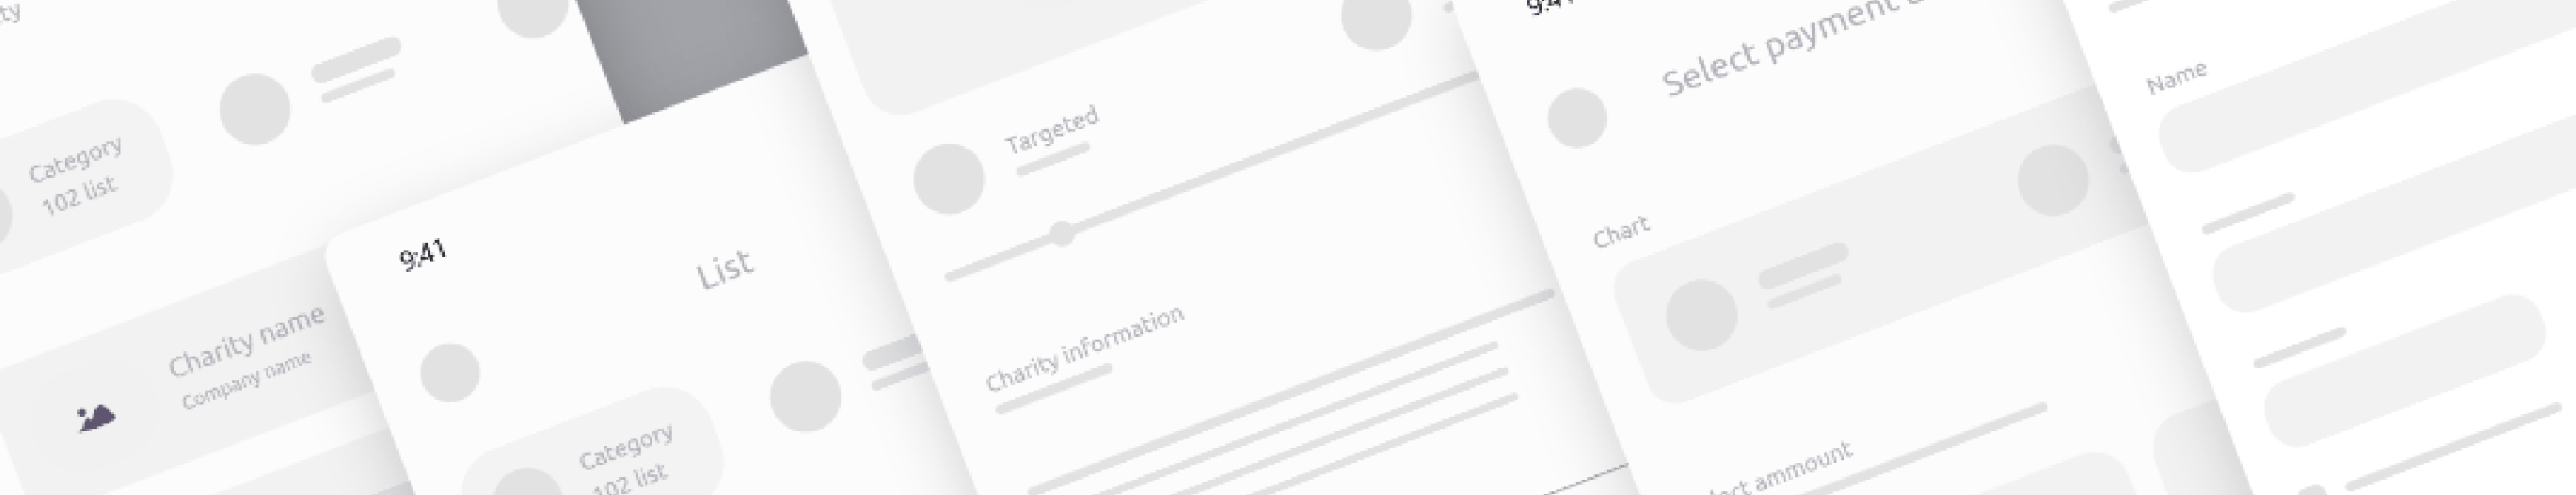 ty
Category
102 list
Charity name
Company name
9:41
List
Category
102 list
Targeted
Charity information
9:41
Select payment
Chart
ammount
Name